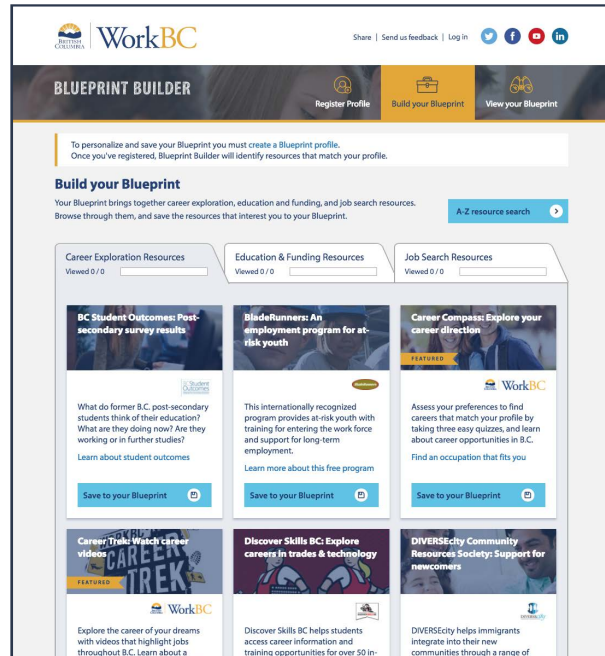 BRITISH
COLUMBIA
WorkBC
Share | Send us feedback | Log in
BLUEPRINT BUILDER
Register Profile
Build your Blueprint
View your Blueprint
To personalize and save your Blueprint you must create a Blueprint profile.
Once you've registered, Blueprint Builder will identify resources that match your profile.
Build your Blueprint
Your Blueprint brings together career exploration, education and funding, and job search resources.
Browse through them, and save the resources that interest you to your Blueprint.
A-Z resource search
Career Exploration Resources
Viewed 0 / 0
Education & Funding Resources
Viewed 0 / 0
Job Search Resources
Viewed 0 / 0
BC Student Outcomes: Post-
secondary survey results
Student
Outcomes
What do former B.C. post-secondary
students think of their education?
What are they doing now? Are they
working or in further studies?
Learn about student outcomes
Save to your Blueprint
BladeRunners: An
employment program for at-
risk youth
BladeRunners
This internationally recognized
program provides at-risk youth with
training for entering the work force
and support for long-term
employment.
Learn more about this free program
Save to your Blueprint
Career Compass: Explore your
career direction
FEATURED
WorkBC
Assess your preferences to find
careers that match your profile by
taking three easy quizzes, and learn
about career opportunities in B.C.
Find an occupation that fits you
Save to your Blueprint
Career Trek: Watch career
videos
CAREER
TREK
FEATURED
WorkBC
Explore the career of your dreams
with videos that highlight jobs
throughout B.C. Learn about a
Discover Skills BC: Explore
careers in trades & technology
Discover Skills BC helps students
access career information and
training opportunities for over 50 in-
DIVERSEcity Community
Resources Society: Support for
newcomers
DIVERSEcity
DIVERSEcity helps immigrants
integrate into their new
communities through a range of